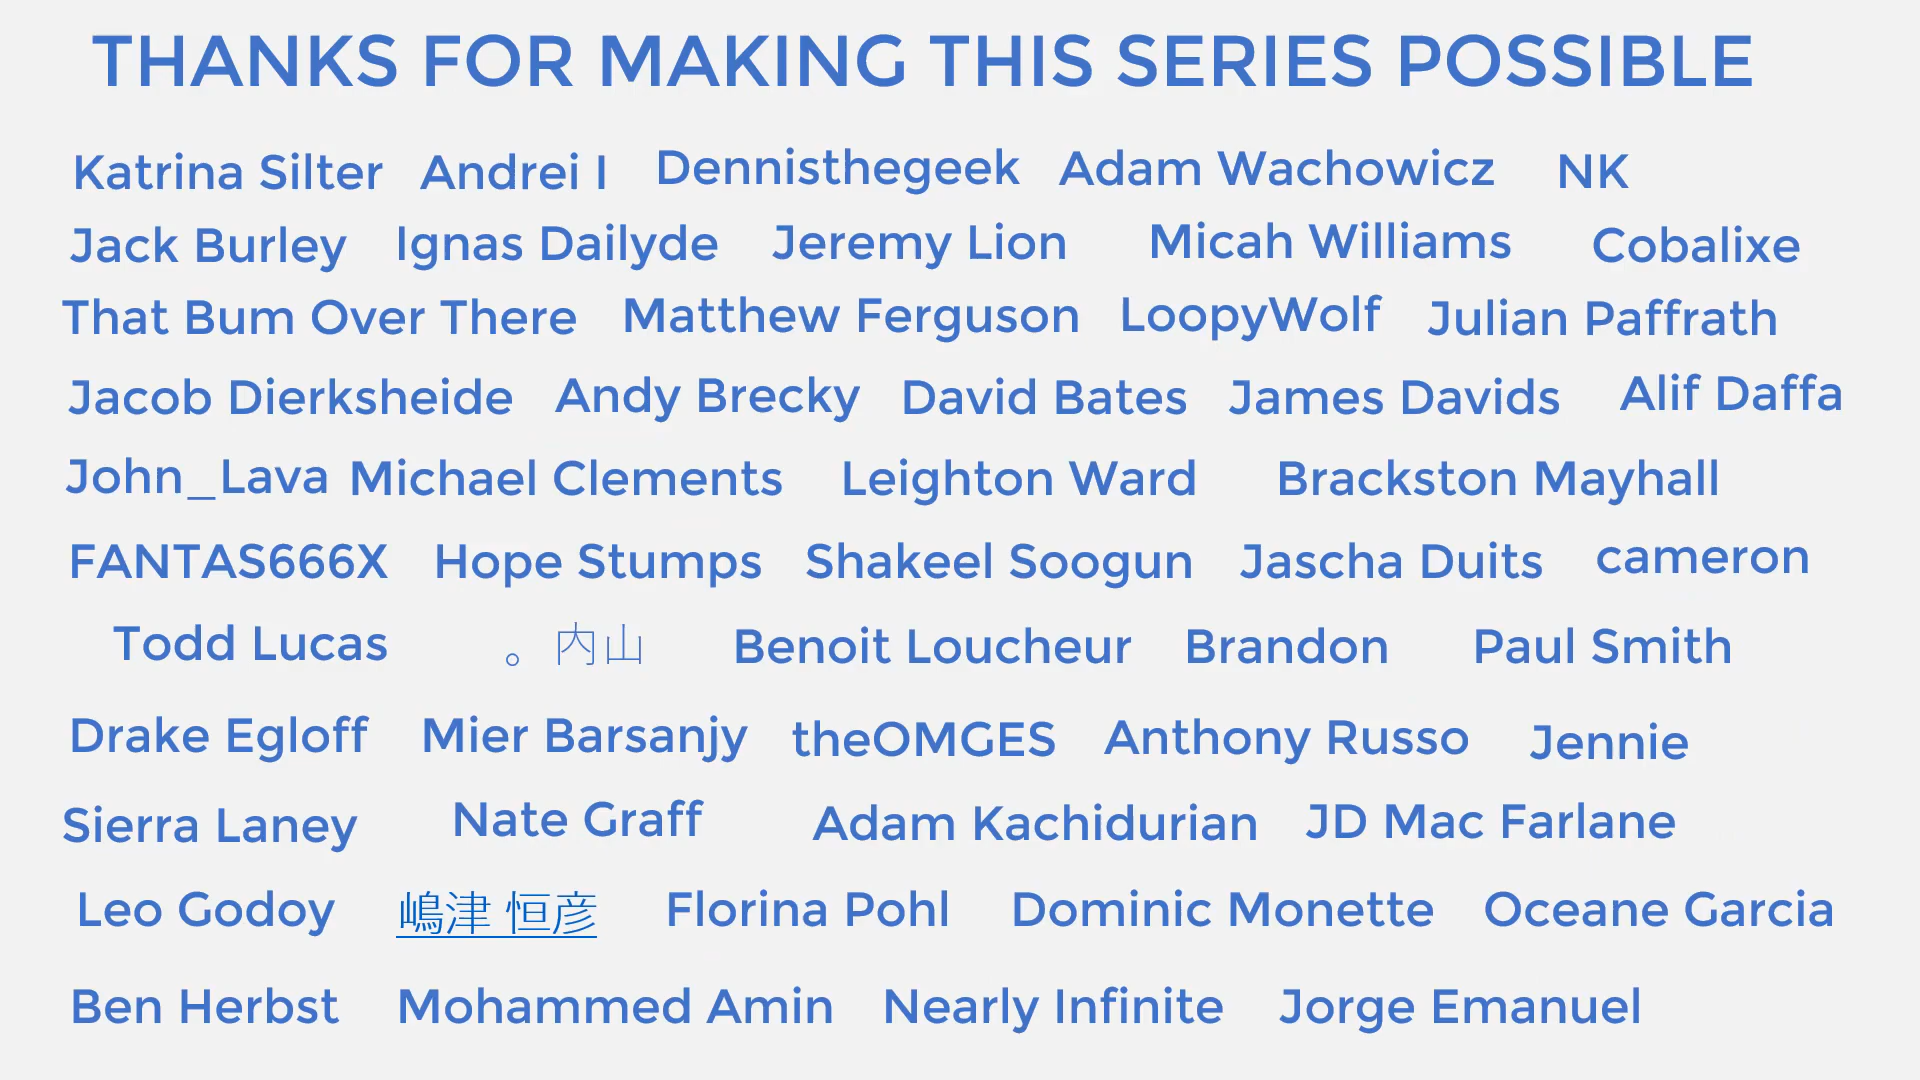 THANKS FOR MAKING THIS SERIES POSSIBLE
Katrina Silter Andrei I Dennisthegeek Adam Wachowicz NK
Jack Burley Ignas Dailyde Jeremy Lion Micah Williams Cobalixe
That Bum Over There Matthew Ferguson LoopyWolf Julian Paffrath
Jacob Dierksheide Andy Brecky David Bates James Davids Alif Daffa
John_Lava Michael Clements Leighton Ward Brackston Mayhall
FANTAS666X Hope Stumps Shakeel Soogun Jascha Duits cameron
Todd Lucas 。内山 Benoit Loucheur Brandon Paul Smith
Drake Egloff Mier Barsanjy theOMGES Anthony Russo Jennie
Sierra Laney Nate Graff Adam Kachidurian JD Mac Farlane
Leo Godoy 嶋津 恒彦 Florina Pohl Dominic Monette Oceane Garcia
Ben Herbst Mohammed Amin Nearly Infinite Jorge Emanuel